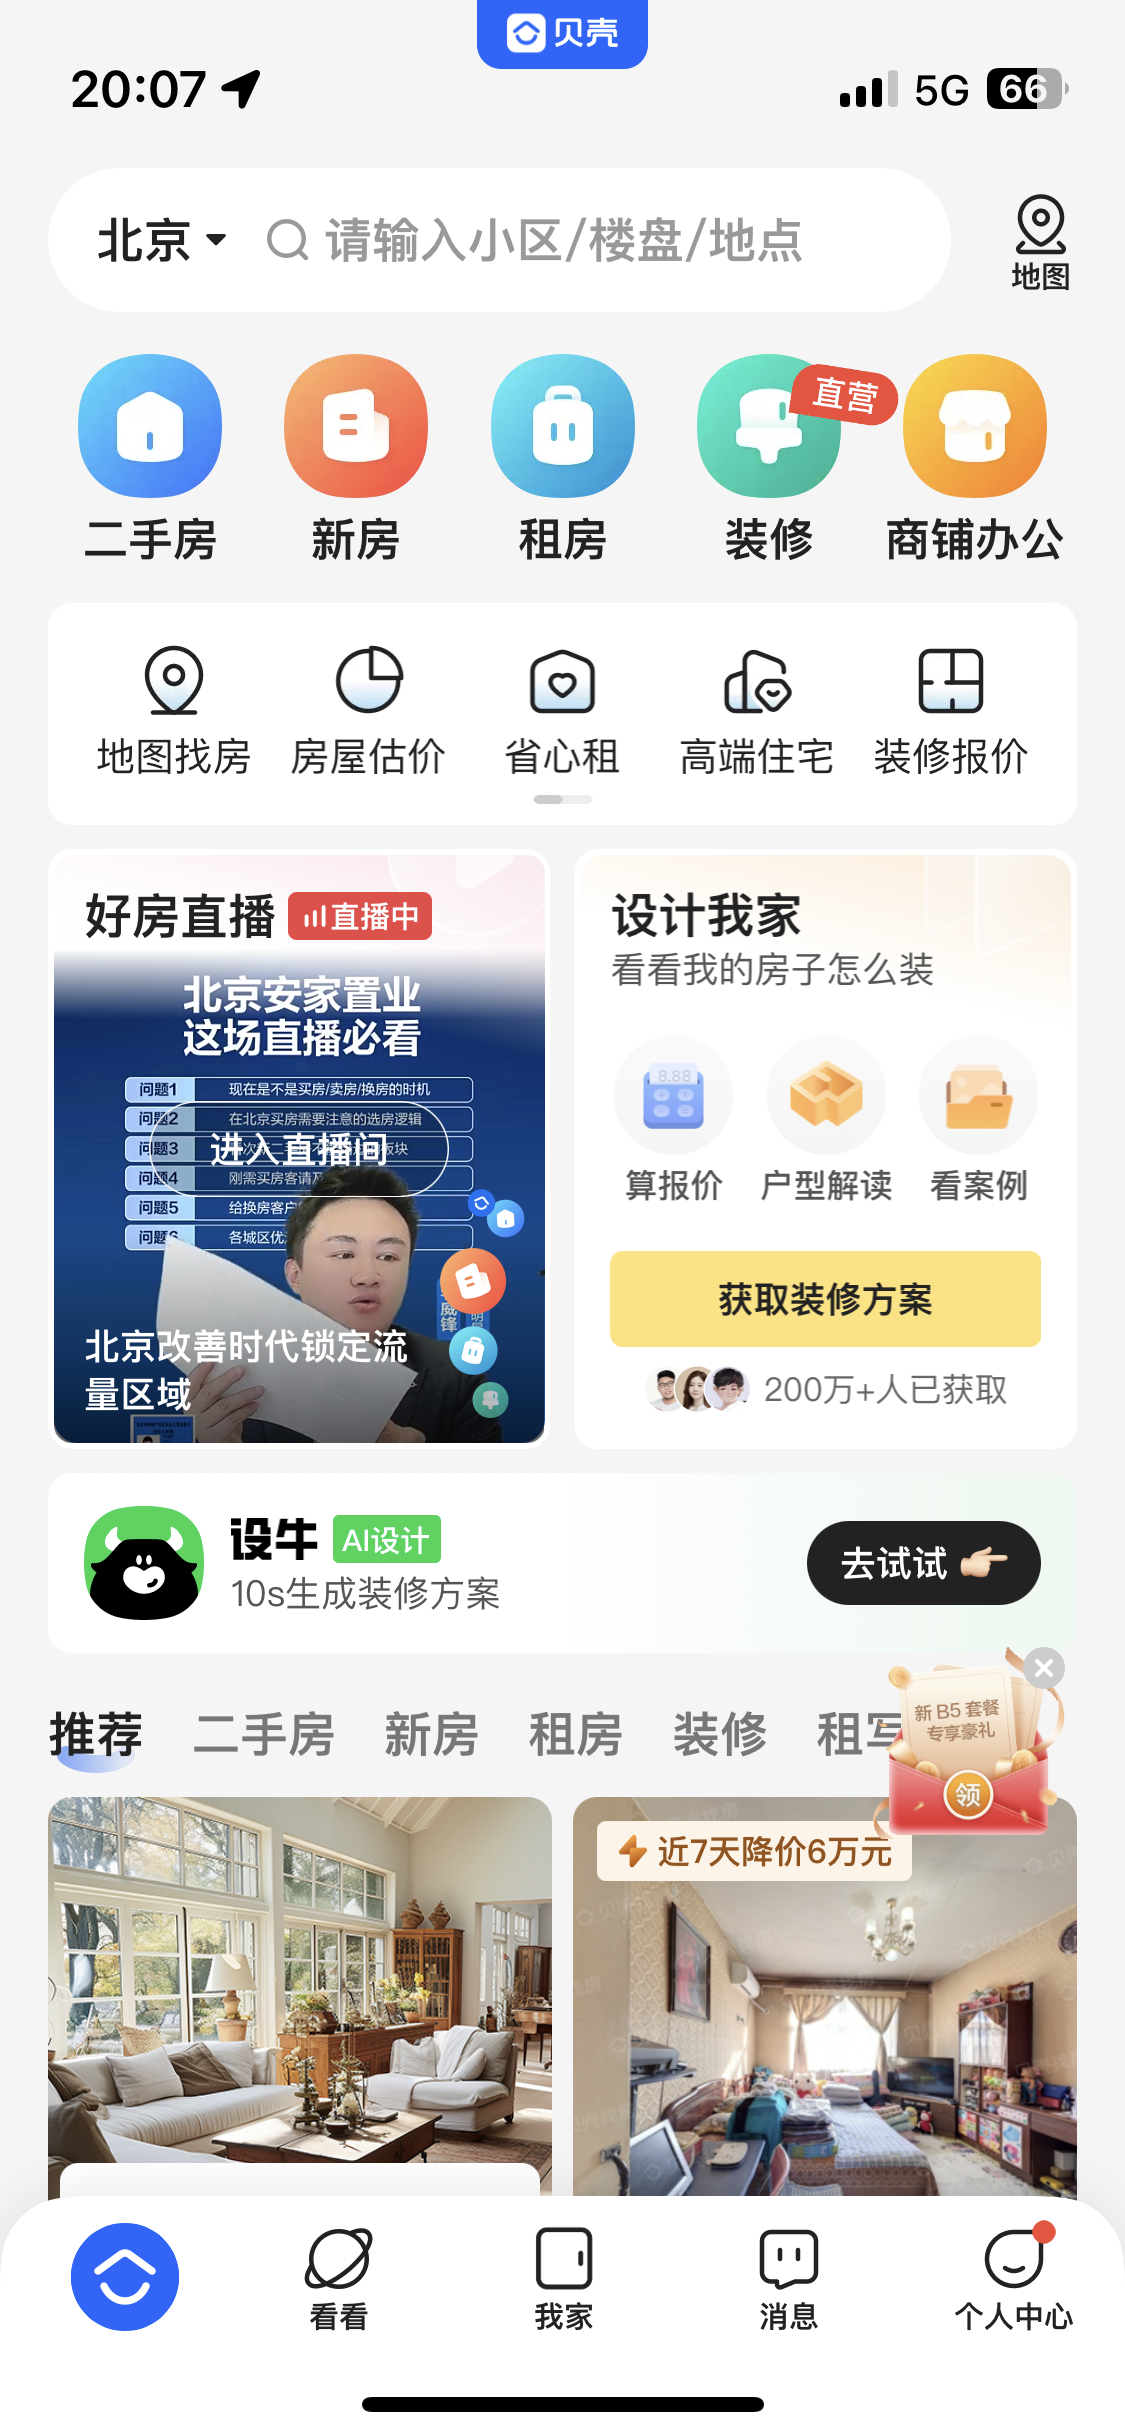 贝壳
20:07
5G
66
北京
请输入小区/楼盘/地点
地图
直营
二手房
新房
租房
装修
商铺办公
地图找房
房屋估价
省心租
高端住宅
装修报价
好房直播
直播中
北京安家置业
这场直播必看
问题1 现在是不是买房/卖房/换房的时机
问题2 在北京买房需要注意的选房逻辑
问题3
进入直播间
问题4 刚需买房客请
问题5 给换房客户
问题6 各城区优
北京改善时代锁定流
量区域
设计我家
看看我的房子怎么装
8.88
算报价
户型解读
看案例
获取装修方案
200万+人已获取
设牛
AI设计
10s生成装修方案
去试试
新 B5 套餐
专享豪礼
领
推荐
二手房
新房
租房
装修
租写
近7天降价6万元
看看
我家
消息
个人中心